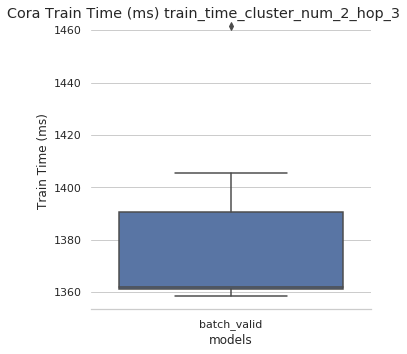 Cora Train Time (ms) train_time_cluster_num_2_hop_3
1460
1440
1420
1400
1380
1360
Train Time (ms)
batch_valid
models